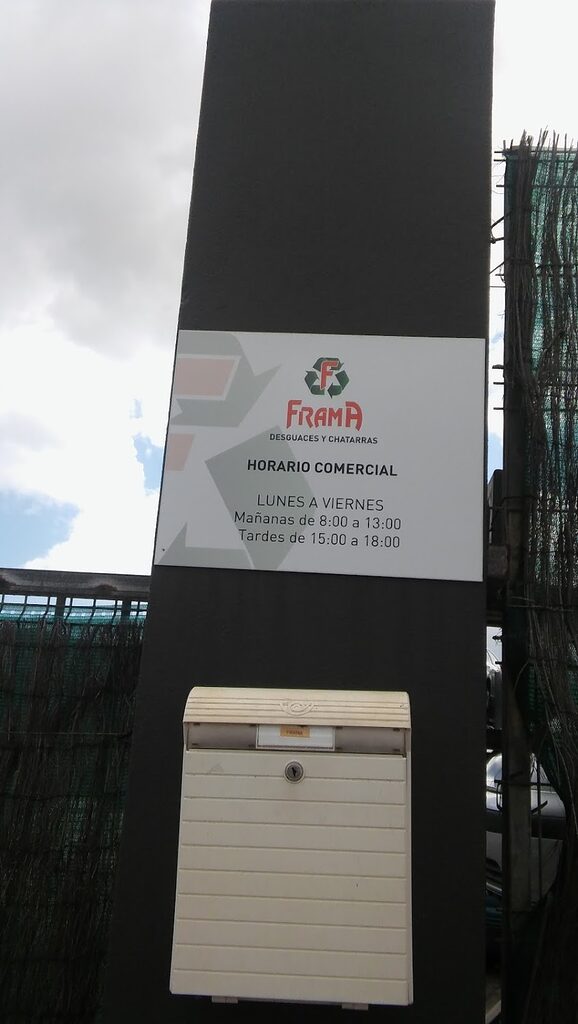 F
FRAMA
DESGUACES Y CHATARRAS
HORARIO COMERCIAL
LUNES A VIERNES
Mañanas de 8:00 a 13:00
Tardes de 15:00 a 18:00